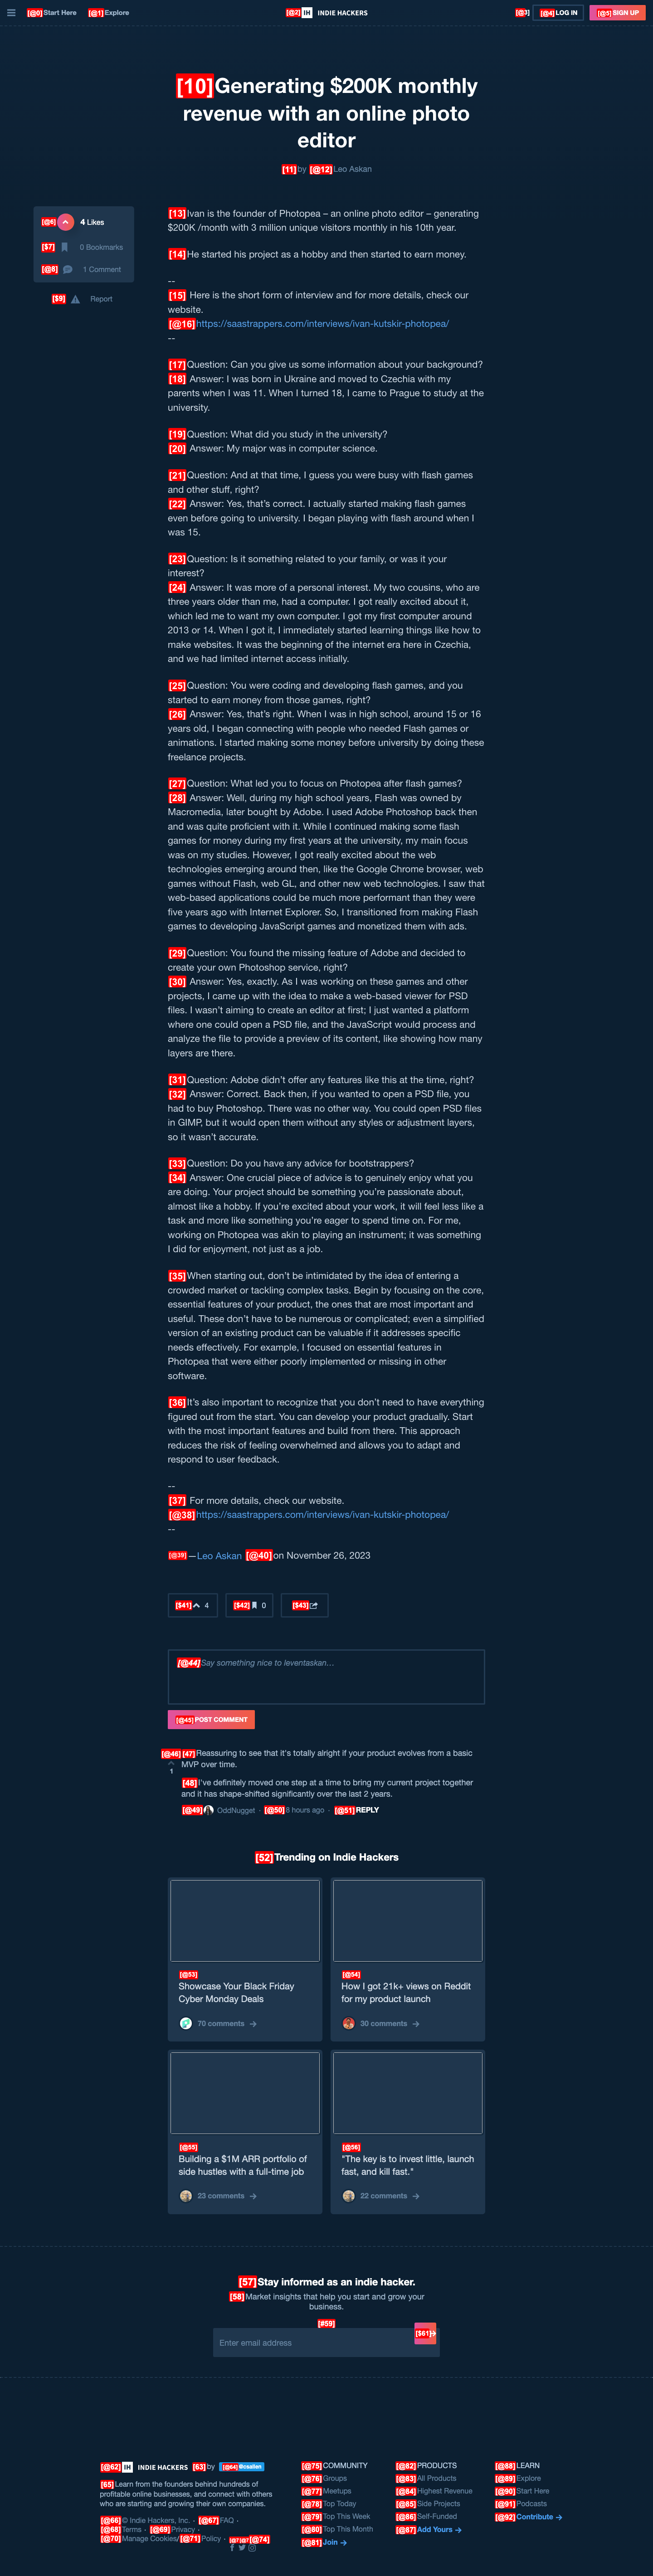 [@0] Start Here [@1] Explore [@2] IH INDIE HACKERS [@3] [@4] LOG IN [@5] SIGN UP
[10]Generating $200K monthly
revenue with an online photo
editor
[11] by [@12] Leo Askan
[@6] 4 Likes
[$7] 0 Bookmarks
[@8] 1 Comment
[$9] Report
[13]Ivan is the founder of Photopea – an online photo editor – generating
$200K /month with 3 million unique visitors monthly in his 10th year.
[14]He started his project as a hobby and then started to earn money.
--
[15] Here is the short form of interview and for more details, check our
website.
[@16]https://saastrappers.com/interviews/ivan-kutskir-photopea/
--
[17]Question: Can you give us some information about your background?
[18] Answer: I was born in Ukraine and moved to Czechia with my
parents when I was 11. When I turned 18, I came to Prague to study at the
university.
[19]Question: What did you study in the university?
[20] Answer: My major was in computer science.
[21]Question: And at that time, I guess you were busy with flash games
and other stuff, right?
[22] Answer: Yes, that's correct. I actually started making flash games
even before going to university. I began playing with flash around when I
was 15.
[23]Question: Is it something related to your family, or was it your
interest?
[24] Answer: It was more of a personal interest. My two cousins, who are
three years older than me, had a computer. I got really excited about it,
which led me to want my own computer. I got my first computer around
2013 or 14. When I got it, I immediately started learning things like how to
make websites. It was the beginning of the internet era here in Czechia,
and we had limited internet access initially.
[25]Question: You were coding and developing flash games, and you
started to earn money from those games, right?
[26] Answer: Yes, that's right. When I was in high school, around 15 or 16
years old, I began connecting with people who needed Flash games or
animations. I started making some money before university by doing these
freelance projects.
[27]Question: What led you to focus on Photopea after flash games?
[28] Answer: Well, during my high school years, Flash was owned by
Macromedia, later bought by Adobe. I used Adobe Photoshop back then
and was quite proficient with it. While I continued making some flash
games for money during my first years at the university, my main focus
was on my studies. However, I got really excited about the web
technologies emerging around then, like the Google Chrome browser, web
games without Flash, web GL, and other new web technologies. I saw that
web-based applications could be much more performant than they were
five years ago with Internet Explorer. So, I transitioned from making Flash
games to developing JavaScript games and monetized them with ads.
[29]Question: You found the missing feature of Adobe and decided to
create your own Photoshop service, right?
[30] Answer: Yes, exactly. As I was working on these games and other
projects, I came up with the idea to make a web-based viewer for PSD
files. I wasn't aiming to create an editor at first; I just wanted a platform
where one could open a PSD file, and the JavaScript would process and
analyze the file to provide a preview of its content, like showing how many
layers are there.
[31]Question: Adobe didn't offer any features like this at the time, right?
[32] Answer: Correct. Back then, if you wanted to open a PSD file, you
had to buy Photoshop. There was no other way. You could open PSD files
in GIMP, but it would open them without any styles or adjustment layers,
so it wasn't accurate.
[33]Question: Do you have any advice for bootstrappers?
[34] Answer: One crucial piece of advice is to genuinely enjoy what you
are doing. Your project should be something you're passionate about,
almost like a hobby. If you're excited about your work, it will feel less like a
task and more like something you're eager to spend time on. For me,
working on Photopea was akin to playing an instrument; it was something
I did for enjoyment, not just as a job.
[35]When starting out, don't be intimidated by the idea of entering a
crowded market or tackling complex tasks. Begin by focusing on the core,
essential features of your product, the ones that are most important and
useful. These don't have to be numerous or complicated; even a simplified
version of an existing product can be valuable if it addresses specific
needs effectively. For example, I focused on essential features in
Photopea that were either poorly implemented or missing in other
software.
[36]It's also important to recognize that you don't need to have everything
figured out from the start. You can develop your product gradually. Start
with the most important features and build from there. This approach
reduces the risk of feeling overwhelmed and allows you to adapt and
respond to user feedback.
--
[37] For more details, check our website.
[@38]https://saastrappers.com/interviews/ivan-kutskir-photopea/
--
[@39] —Leo Askan [@40]on November 26, 2023
[$41] 4 [$42] 0 [$43]
[@44]Say something nice to leventaskan…
[@45] POST COMMENT
[@46] [47]Reassuring to see that it's totally alright if your product evolves from a basic
MVP over time.
1
[48]I've definitely moved one step at a time to bring my current project together
and it has shape-shifted significantly over the last 2 years.
[@49] OddNugget · [@50]8 hours ago · [@51]REPLY
[52]Trending on Indie Hackers
[@53]
Showcase Your Black Friday
Cyber Monday Deals
70 comments
[@54]
How I got 21k+ views on Reddit
for my product launch
30 comments
[@55]
Building a $1M ARR portfolio of
side hustles with a full-time job
23 comments
[@56]
"The key is to invest little, launch
fast, and kill fast."
22 comments
[57]Stay informed as an indie hacker.
[58]Market insights that help you start and grow your
business.
[#59]
Enter email address [$61]
[@62] IH INDIE HACKERS [63]by [@64]@csallen
[65]Learn from the founders behind hundreds of
profitable online businesses, and connect with others
who are starting and growing their own companies.
[@66]© Indie Hackers, Inc. · [@67]FAQ ·
[@68]Terms · [@69]Privacy ·
[@70]Manage Cookies/[@71]Policy · [@74]
[@75]COMMUNITY
[@76]Groups
[@77]Meetups
[@78]Top Today
[@79]Top This Week
[@80]Top This Month
[@81]Join
[@82]PRODUCTS
[@83]All Products
[@84]Highest Revenue
[@85]Side Projects
[@86]Self-Funded
[@87]Add Yours
[@88]LEARN
[@89]Explore
[@90]Start Here
[@91]Podcasts
[@92]Contribute